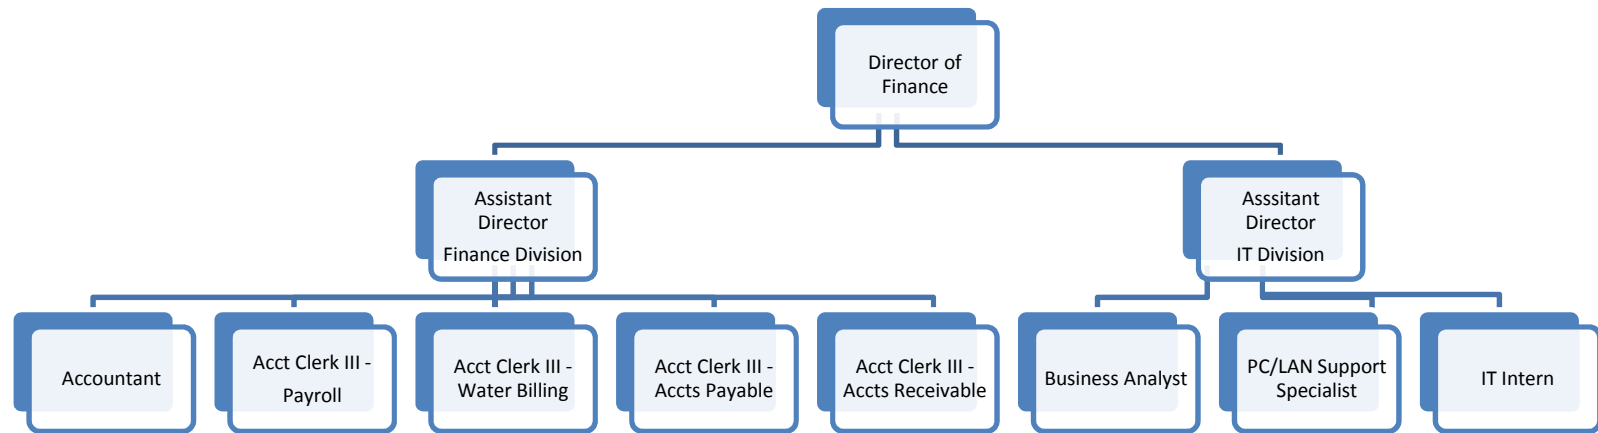 Director of
Finance
Assistant
Director
Finance Division
Asssitant
Director
IT Division
Accountant
Acct Clerk III -
Payroll
Acct Clerk III -
Water Billing
Acct Clerk III -
Accts Payable
Acct Clerk III -
Accts Receivable
Business Analyst
PC/LAN Support
Specialist
IT Intern